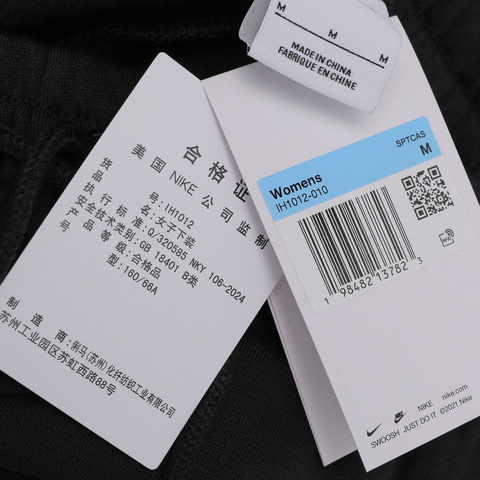 M
M
M
MADE IN CHINA
FABRIQUE EN CHINE
合格证
美国 NIKE 公司监制
货号: IH1012
品名: 女子下装
执行标准: Q/320585 NKY 106-2024
安全技术类别: GB 18401 B类
产品等级: 合格品
号型: 160/66A
制造商: 俐马(苏州)化纤纺织工业有限公司
苏州工业园区苏虹西路88号
SPTCAS
Womens
M
IH1012-010
1 98482 13782 3
RFID
NIKE nike.com
SWOOSH JUST DO IT ©2021 Nike